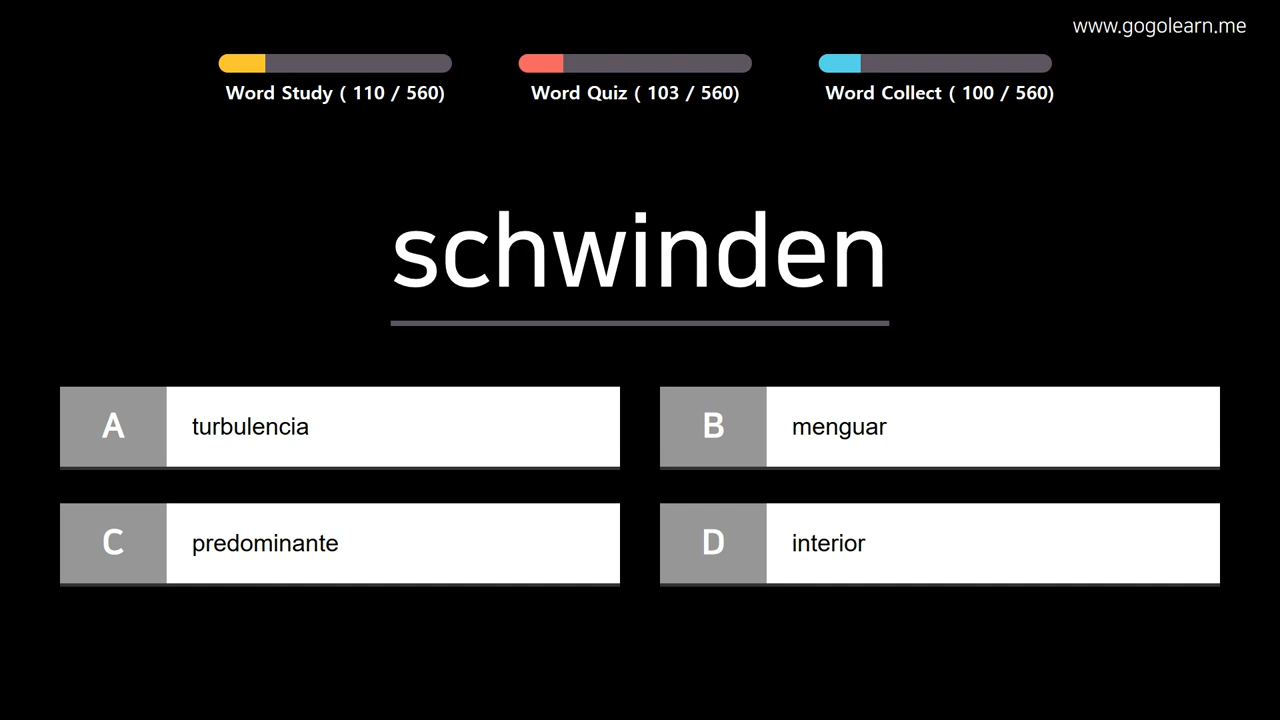 www.gogolearn.me
Word Study ( 110 / 560)
Word Quiz ( 103 / 560)
Word Collect ( 100 / 560)
schwinden
A turbulencia
B menguar
C predominante
D interior